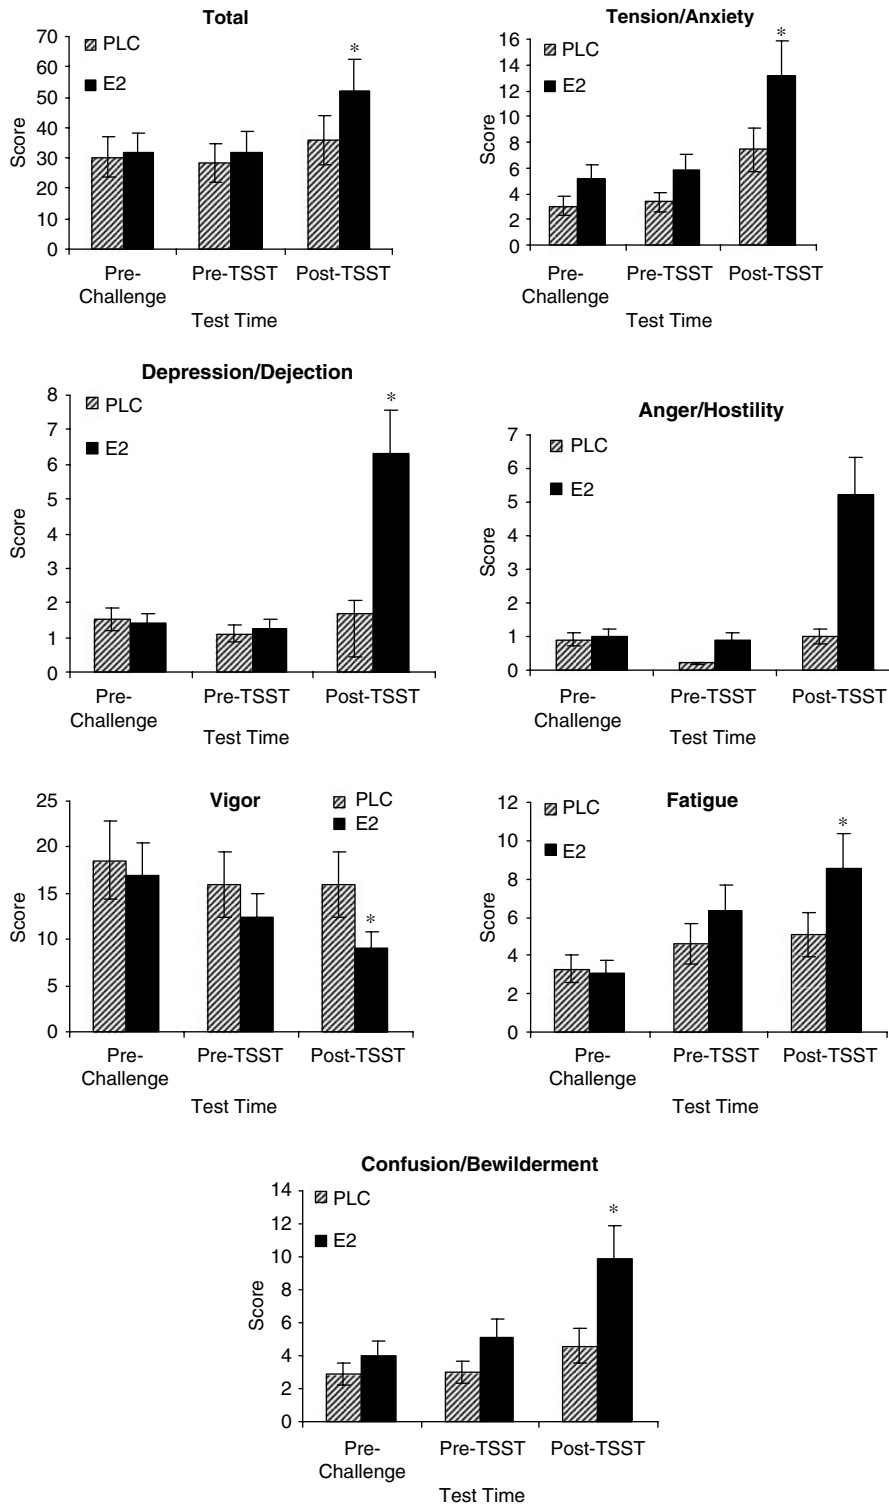 Total
PLC
E2
70
60
50
40
30
20
10
0
*
Score
Pre-
Challenge
Pre-TSST
Post-TSST
Test Time
Tension/Anxiety
PLC
E2
16
14
12
10
8
6
4
2
0
*
Score
Pre-
Challenge
Pre-TSST
Post-TSST
Test Time
Depression/Dejection
PLC
E2
8
7
6
5
4
3
2
1
0
*
Score
Pre-
Challenge
Pre-TSST
Post-TSST
Test Time
Anger/Hostility
PLC
E2
7
6
5
4
3
2
1
0
Score
Pre-
Challenge
Pre-TSST
Post-TSST
Test Time
Vigor
PLC
E2
25
20
15
10
5
0
*
Score
Pre-
Challenge
Pre-TSST
Post-TSST
Test Time
Fatigue
PLC
E2
12
10
8
6
4
2
0
*
Score
Pre-
Challenge
Pre-TSST
Post-TSST
Test Time
Confusion/Bewilderment
PLC
E2
14
12
10
8
6
4
2
0
*
Score
Pre-
Challenge
Pre-TSST
Post-TSST
Test Time